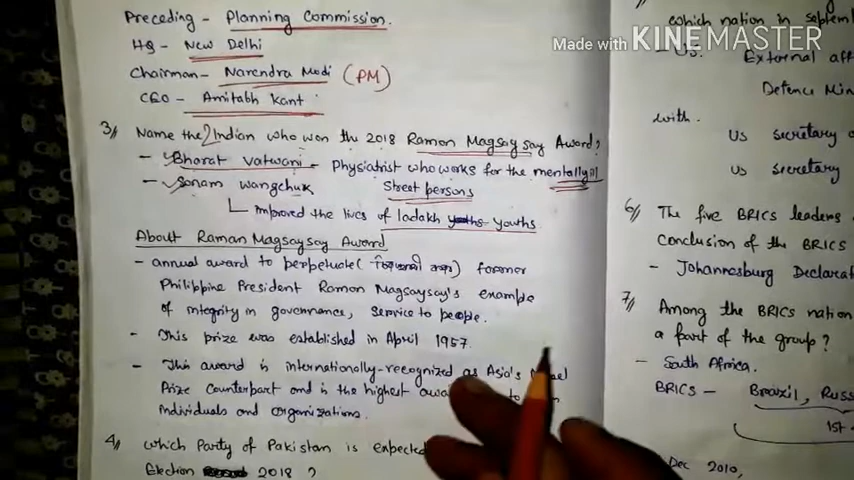 Preceding - Planning Commission.
HQ - New Delhi
Chairman - Narendra Modi (PM)
CEO - Amitabh Kant
3// Name the 2 Indian who won the 2018 Ramon Magsaysay Award?
- Bharat Vatwani - Physiatrist who works for the mentally ill
street persons
- Sonam Wangchuk
Improved the lives of ladakh youths
About Raman Magsaysay Award
- annual award to perpetuate ( ) former
Philippine President Ramon Magsaysay's example
of integrity in governance, service to people.
- This prize was established in April 1957.
- This award is internationally-recognized as Asia's
Prize Counterpart and is the highest
individuals and organizations.
4// which Party of Pakistan is expected
Election 2018 ?
which nation in
- US. External
Defence
with.
US secretary
US secretary
6// The five BRICS leaders
conclusion of the BRICS
- Johannesburg
7// Among the BRICS nation
a part of the group?
- South Africa.
BRICS - Brazil,
1st
Dec 2010,
Made with KINEMASTER